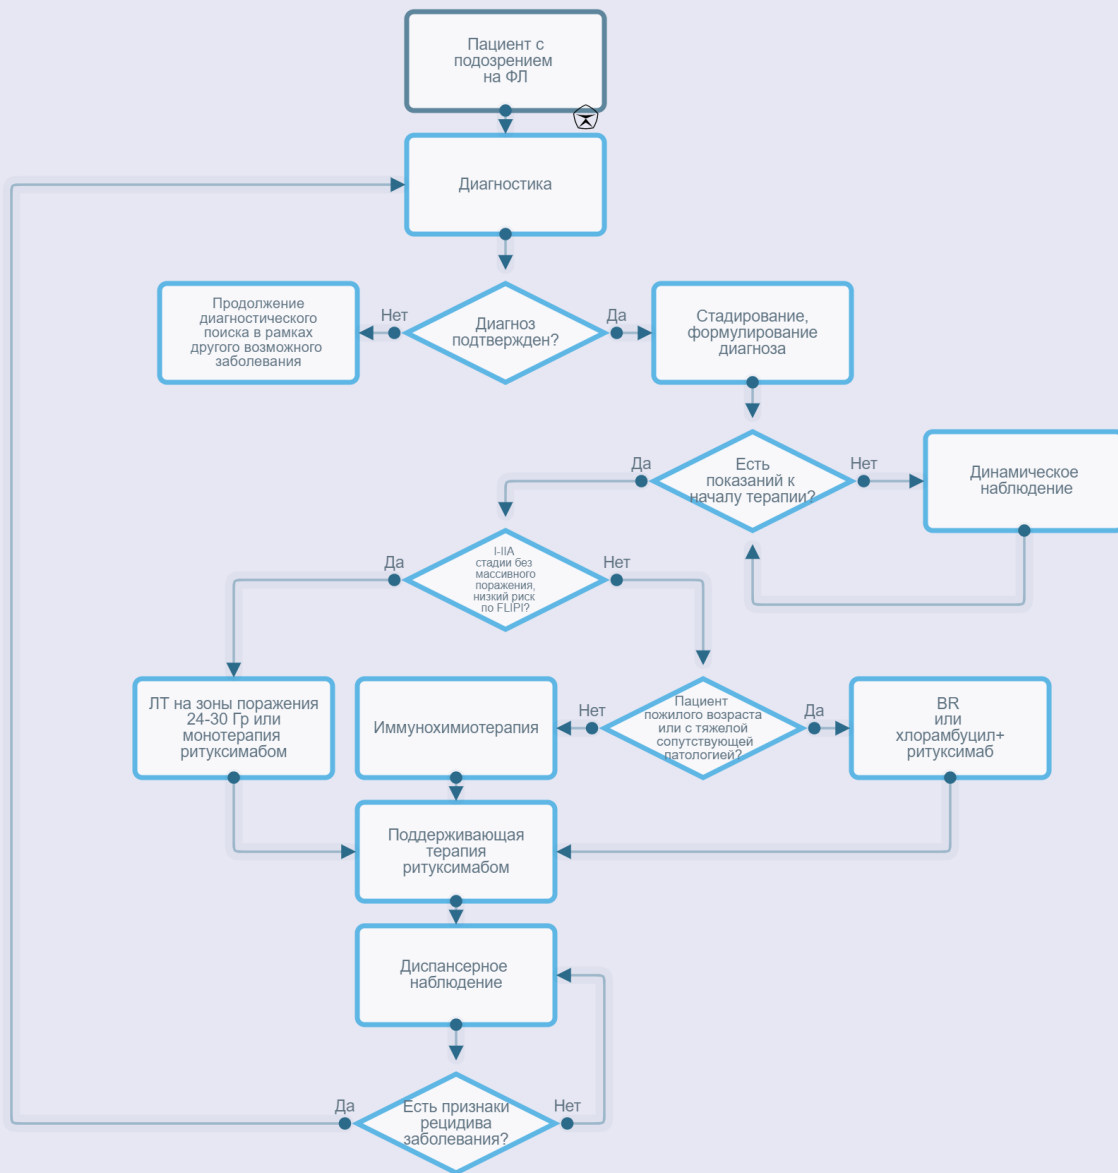 Пациент с
подозрением
на ФЛ
Диагностика
Продолжение
диагностического
поиска в рамках
другого возможного
заболевания
Нет
Диагноз
подтвержден?
Да
Стадирование,
формулирование
диагноза
Да
Есть
показаний к
началу терапии?
Нет
Динамическое
наблюдение
Да
I-IIA
стадии без
массивного
поражения,
низкий риск
по FLIPI?
Нет
ЛТ на зоны поражения
24-30 Гр или
монотерапия
ритуксимабом
Иммунохимиотерапия
Нет
Пациент
пожилого возраста
или с тяжелой
сопутствующей
патологией?
Да
BR
или
хлорамбуцил+
ритуксимаб
Поддерживающая
терапия
ритуксимабом
Диспансерное
наблюдение
Да
Есть признаки
рецидива
заболевания?
Нет